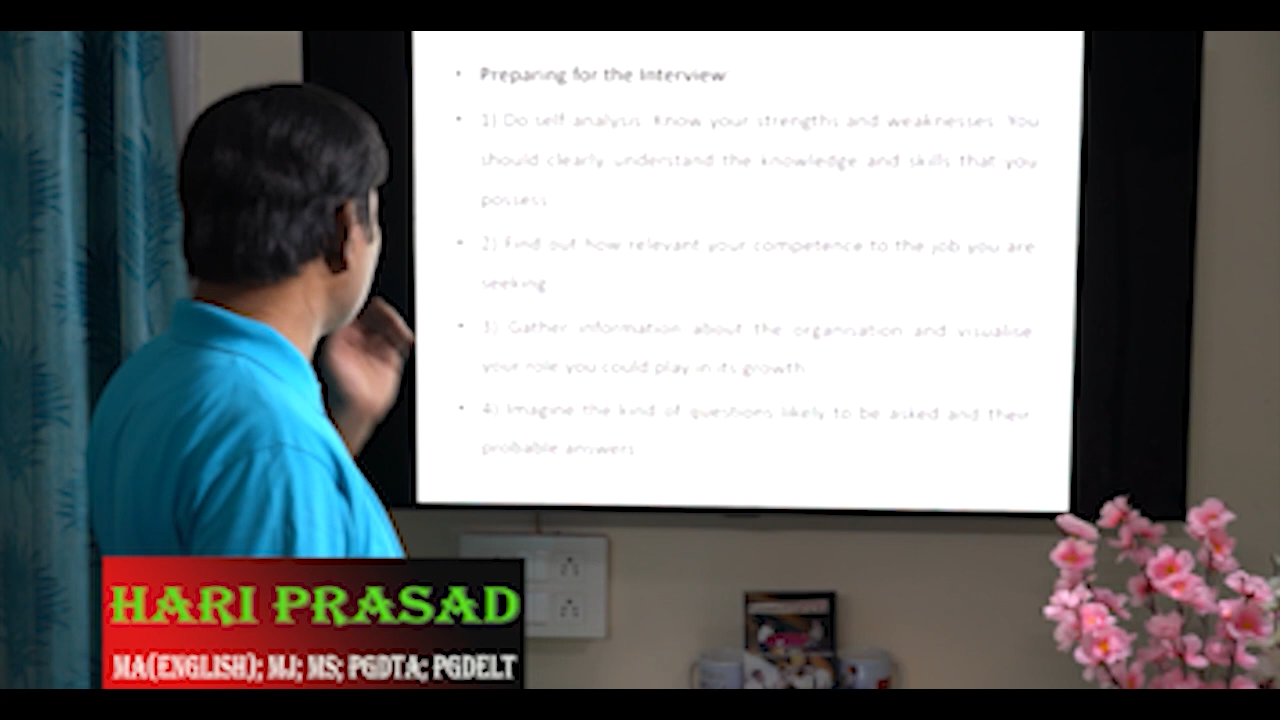 • Preparing for the Interview
• 1) Do self analysis. Know your strengths and weaknesses. You
should clearly understand the knowledge and skills that you
possess.
• 2) Find out how relevant your competence to the job you are
seeking.
• 3) Gather information about the organisation and visualise
your role you could play in its growth.
• 4) Imagine the kind of questions likely to be asked and their
probable answers.
HARI PRASAD
MA(ENGLISH); MJ; MS; PGDTA; PGDELT